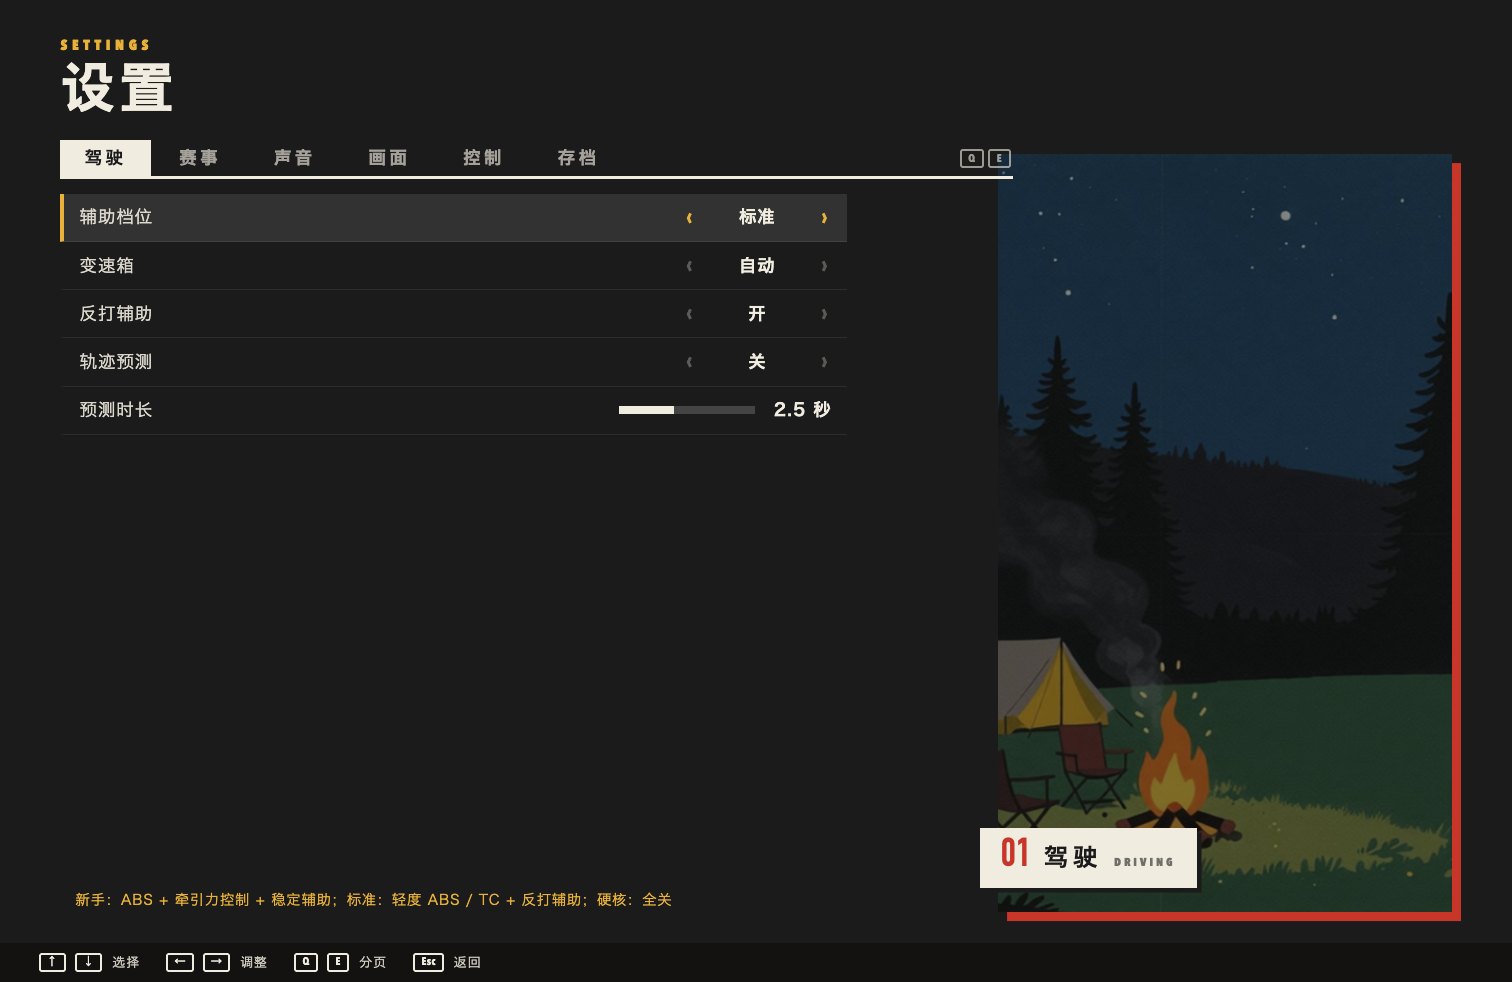 SETTINGS
设置
驾驶 赛事 声音 画面 控制 存档 Q E
辅助档位 ‹ 标准 ›
变速箱 ‹ 自动 ›
反打辅助 ‹ 开 ›
轨迹预测 ‹ 关 ›
预测时长 2.5 秒
01 驾驶 DRIVING
新手：ABS + 牵引力控制 + 稳定辅助；标准：轻度 ABS / TC + 反打辅助；硬核：全关
↑ ↓ 选择 ← → 调整 Q E 分页 Esc 返回